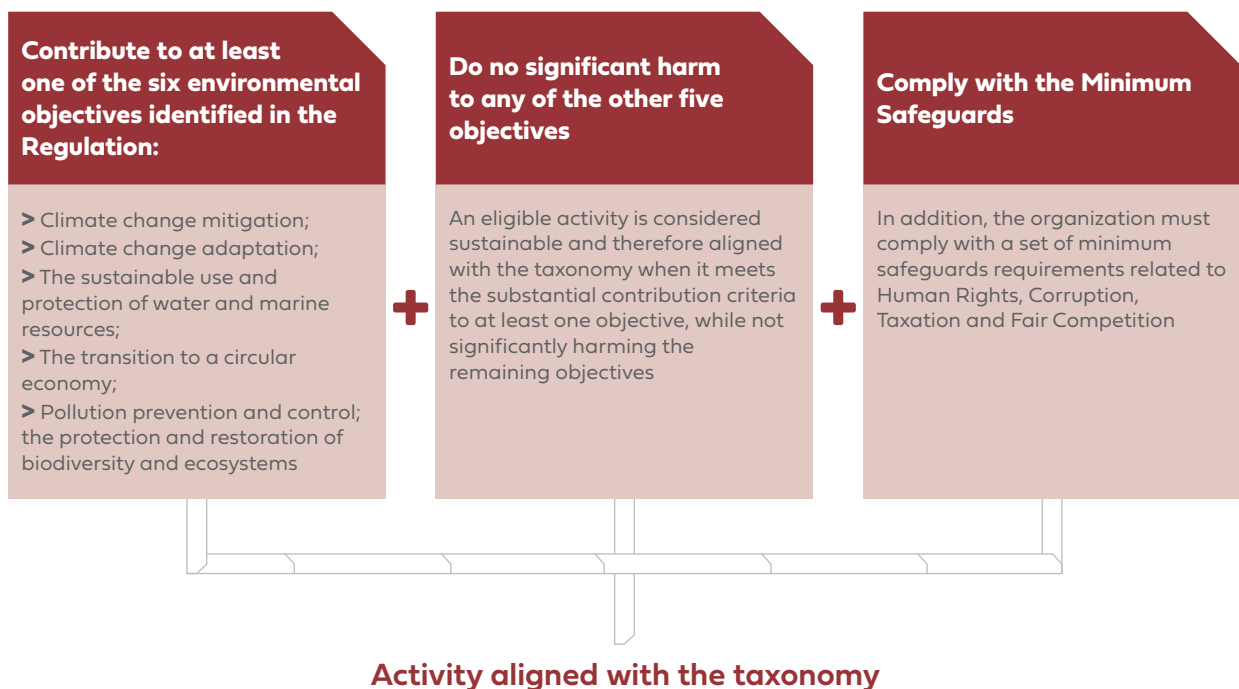 Contribute to at least
one of the six environmental
objectives identified in the
Regulation:
> Climate change mitigation;
> Climate change adaptation;
> The sustainable use and
protection of water and marine
resources;
> The transition to a circular
economy;
> Pollution prevention and control;
the protection and restoration of
biodiversity and ecosystems
+
Do no significant harm
to any of the other five
objectives
An eligible activity is considered
sustainable and therefore aligned
with the taxonomy when it meets
the substantial contribution criteria
to at least one objective, while not
significantly harming the
remaining objectives
+
Comply with the Minimum
Safeguards
In addition, the organization must
comply with a set of minimum
safeguards requirements related to
Human Rights, Corruption,
Taxation and Fair Competition
Activity aligned with the taxonomy